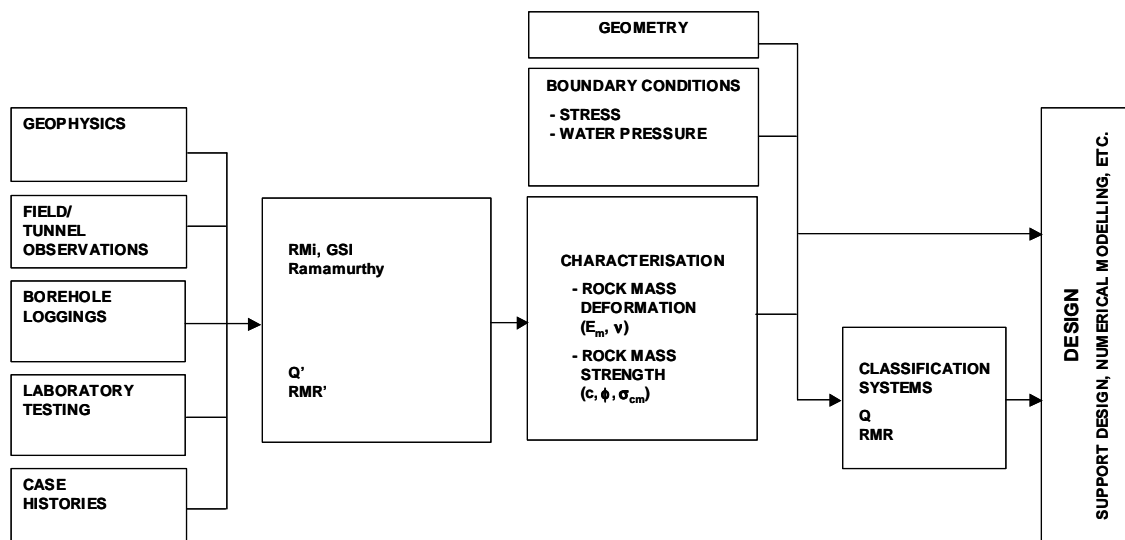 GEOPHYSICS
FIELD/
TUNNEL
OBSERVATIONS
BOREHOLE
LOGGINGS
LABORATORY
TESTING
CASE
HISTORIES
RMi, GSI
Ramamurthy
Q’
RMR’
GEOMETRY
BOUNDARY CONDITIONS
- STRESS
- WATER PRESSURE
CHARACTERISATION
- ROCK MASS
DEFORMATION
(Em, ν)
- ROCK MASS
STRENGTH
(c, ϕ, σcm)
CLASSIFICATION
SYSTEMS
Q
RMR
DESIGN
SUPPORT DESIGN, NUMERICAL MODELLING, ETC.